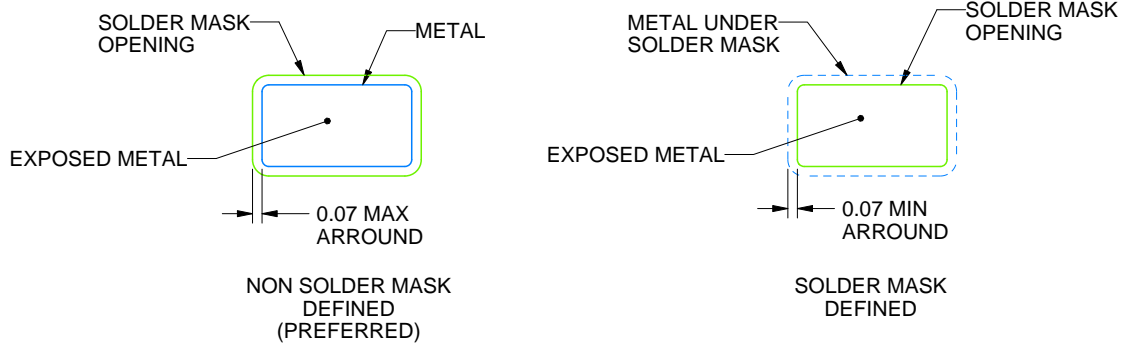 SOLDER MASK
OPENING
METAL
EXPOSED METAL
0.07 MAX
ARROUND
NON SOLDER MASK
DEFINED
(PREFERRED)
METAL UNDER
SOLDER MASK
SOLDER MASK
OPENING
EXPOSED METAL
0.07 MIN
ARROUND
SOLDER MASK
DEFINED